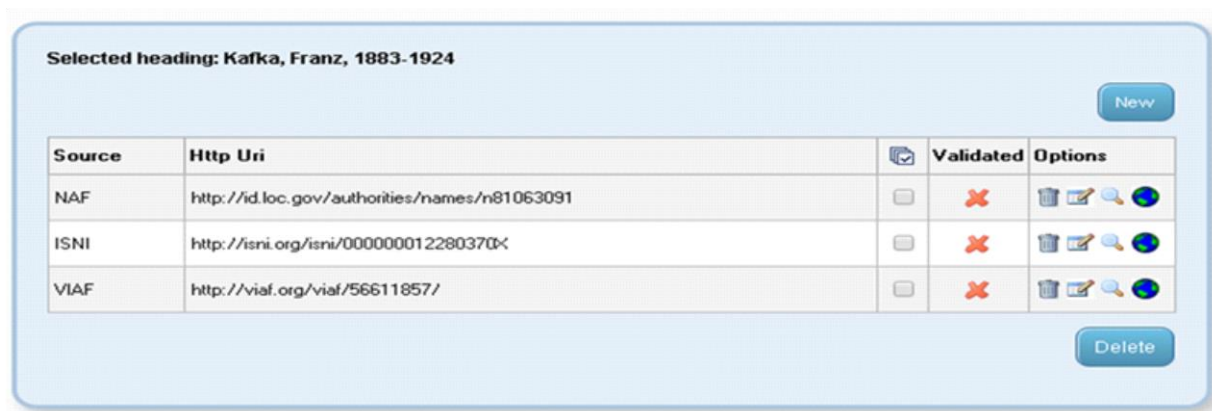 Selected heading: Kafka, Franz, 1883-1924
New
Source Http Uri Validated Options
NAF http://id.loc.gov/authorities/names/n81063091
ISNI http://isni.org/isni/000000012280370X
VIAF http://viaf.org/viaf/56611857/
Delete